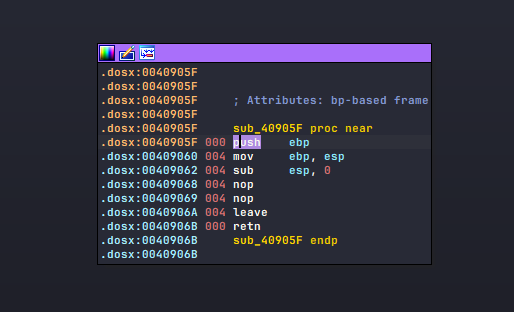 .dosx:0040905F
.dosx:0040905F
.dosx:0040905F ; Attributes: bp-based frame
.dosx:0040905F
.dosx:0040905F sub_40905F proc near
.dosx:0040905F 000 push ebp
.dosx:00409060 004 mov ebp, esp
.dosx:00409062 004 sub esp, 0
.dosx:00409068 004 nop
.dosx:00409069 004 nop
.dosx:0040906A 004 leave
.dosx:0040906B 000 retn
.dosx:0040906B sub_40905F endp
.dosx:0040906B